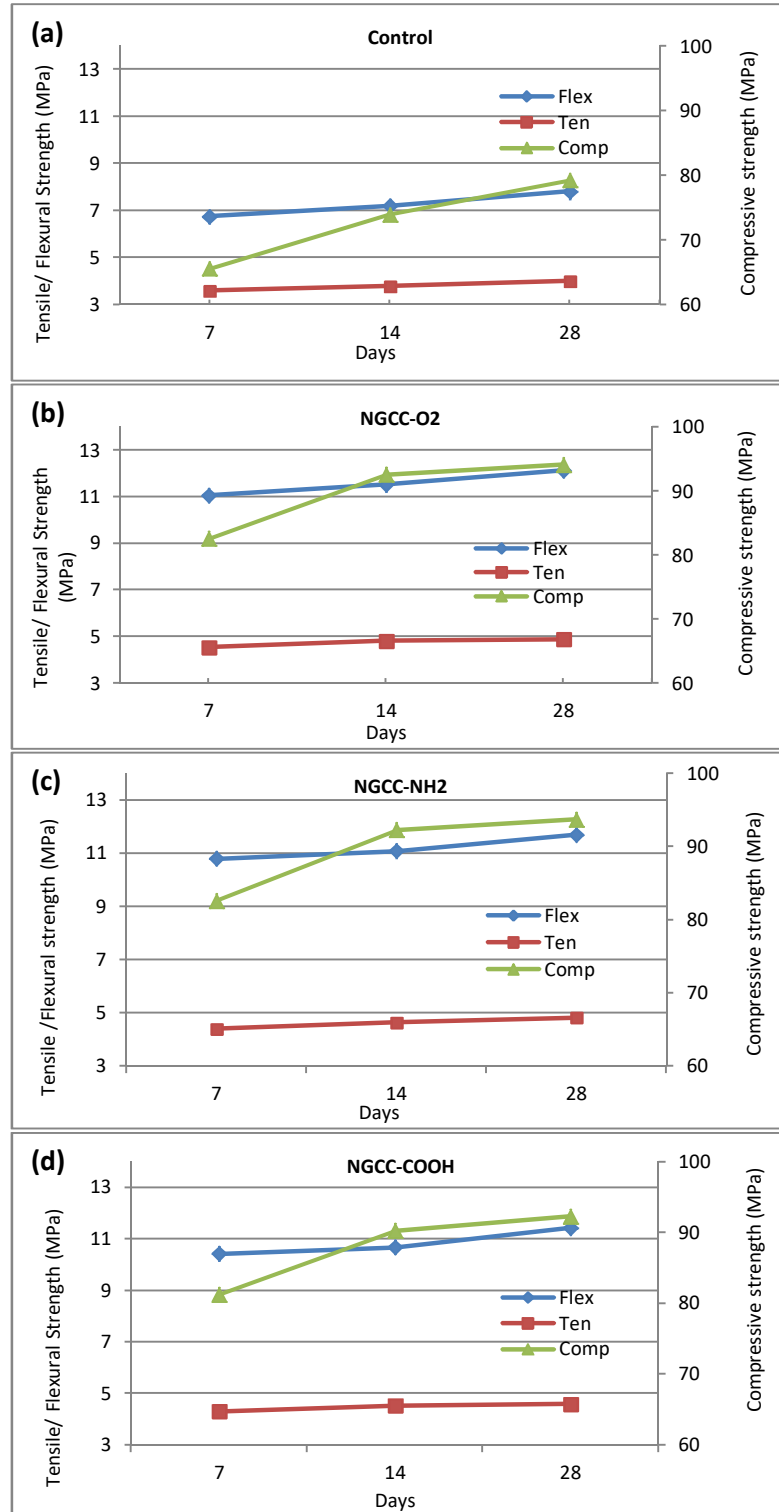 (a)
Control
Tensile/ Flexural Strength (MPa)
13
11
9
7
5
3
100
90
80
70
60
Compressive strength (MPa)
Flex
Ten
Comp
7 14 28
Days
(b)
NGCC-O2
Tensile/ Flexural Strength
(MPa)
13
11
9
7
5
3
100
90
80
70
60
Compressive strength (MPa)
Flex
Ten
Comp
7 14 28
Days
(c)
NGCC-NH2
Tensile /Flexural strength (MPa)
13
11
9
7
5
3
100
90
80
70
60
Compressive strength (MPa)
Flex
Ten
Comp
7 14 28
Days
(d)
NGCC-COOH
Tensile/ Flexural Strength (MPa)
13
11
9
7
5
3
100
90
80
70
60
Compressive strength (MPa)
Flex
Ten
Comp
7 14 28
Days